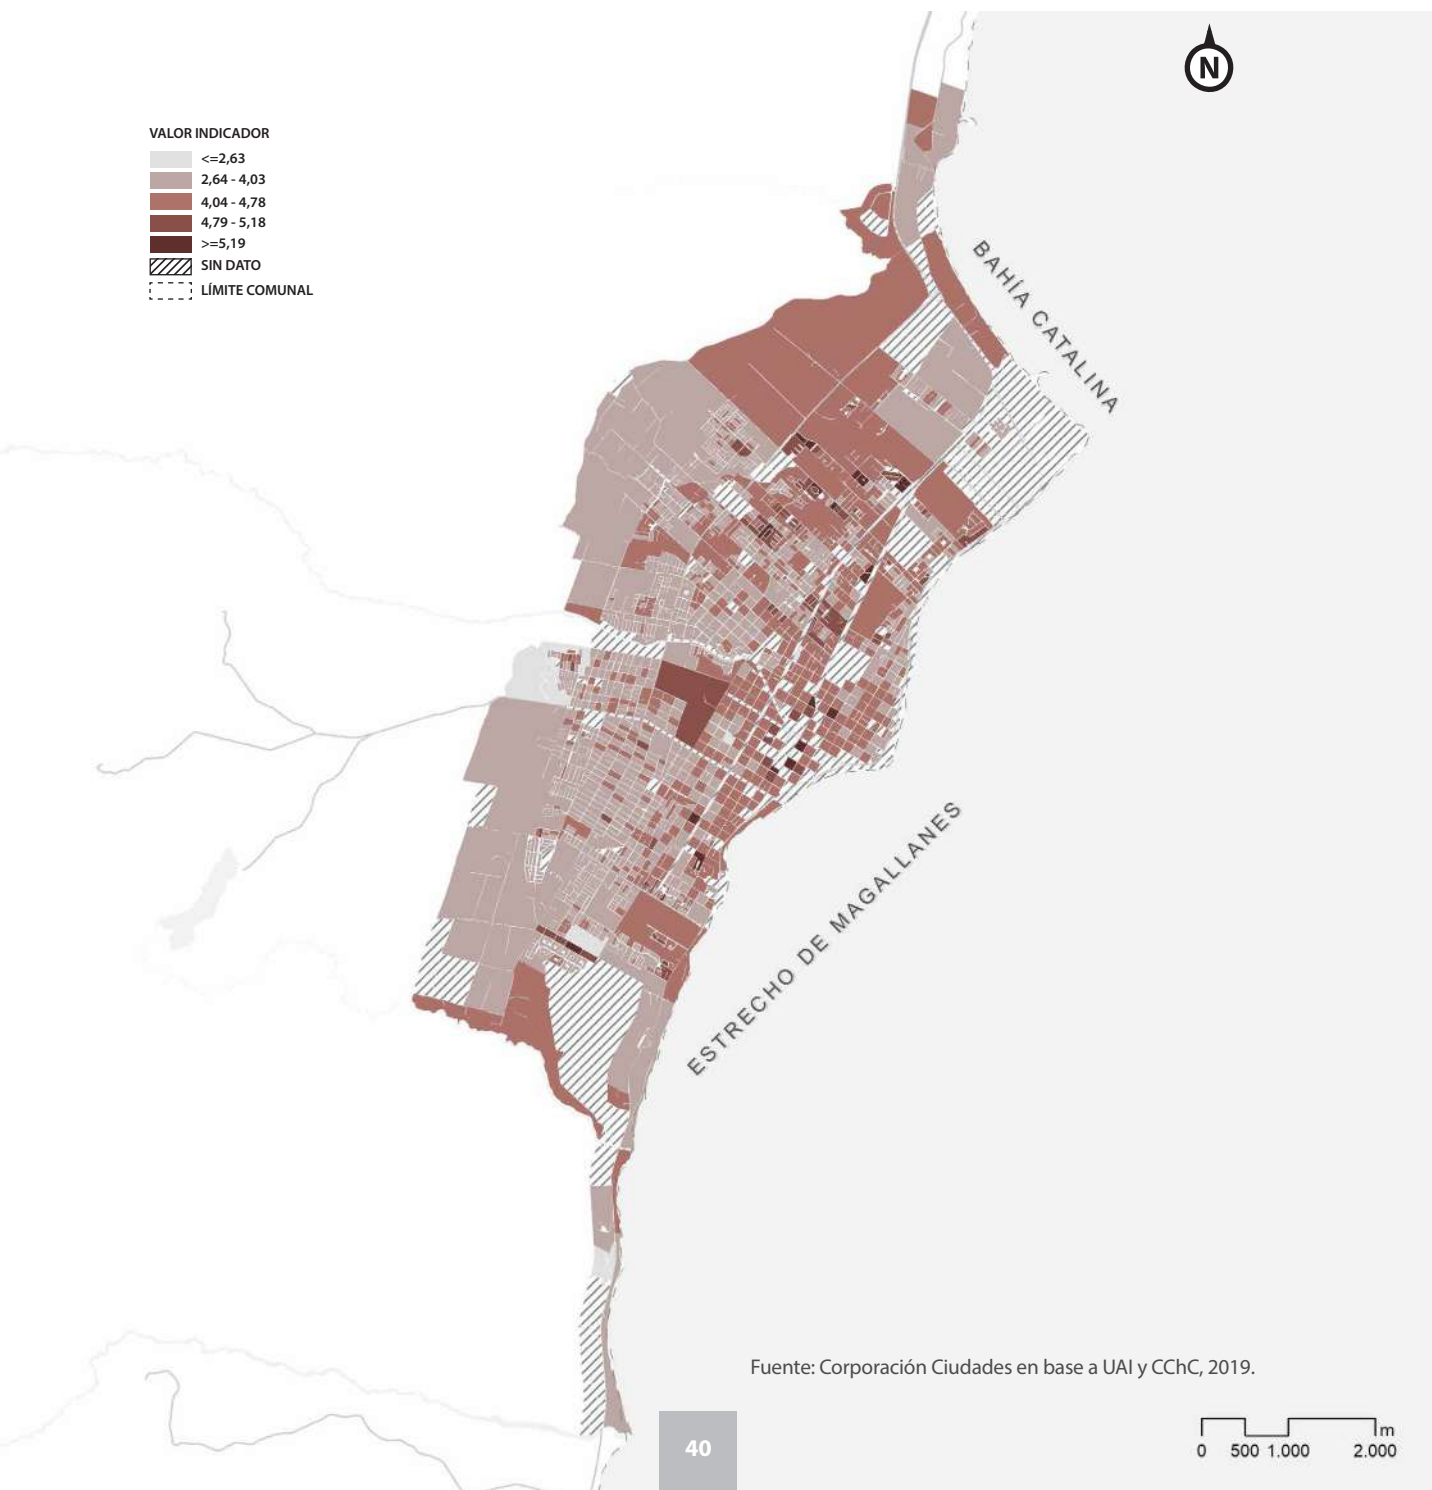 N
VALOR INDICADOR
<=2,63
2,64 - 4,03
4,04 - 4,78
4,79 - 5,18
>=5,19
SIN DATO
LÍMITE COMUNAL
BAHÍA CATALINA
ESTRECHO DE MAGALLANES
Fuente: Corporación Ciudades en base a UAI y CChC, 2019.
m
0 500 1.000 2.000
40